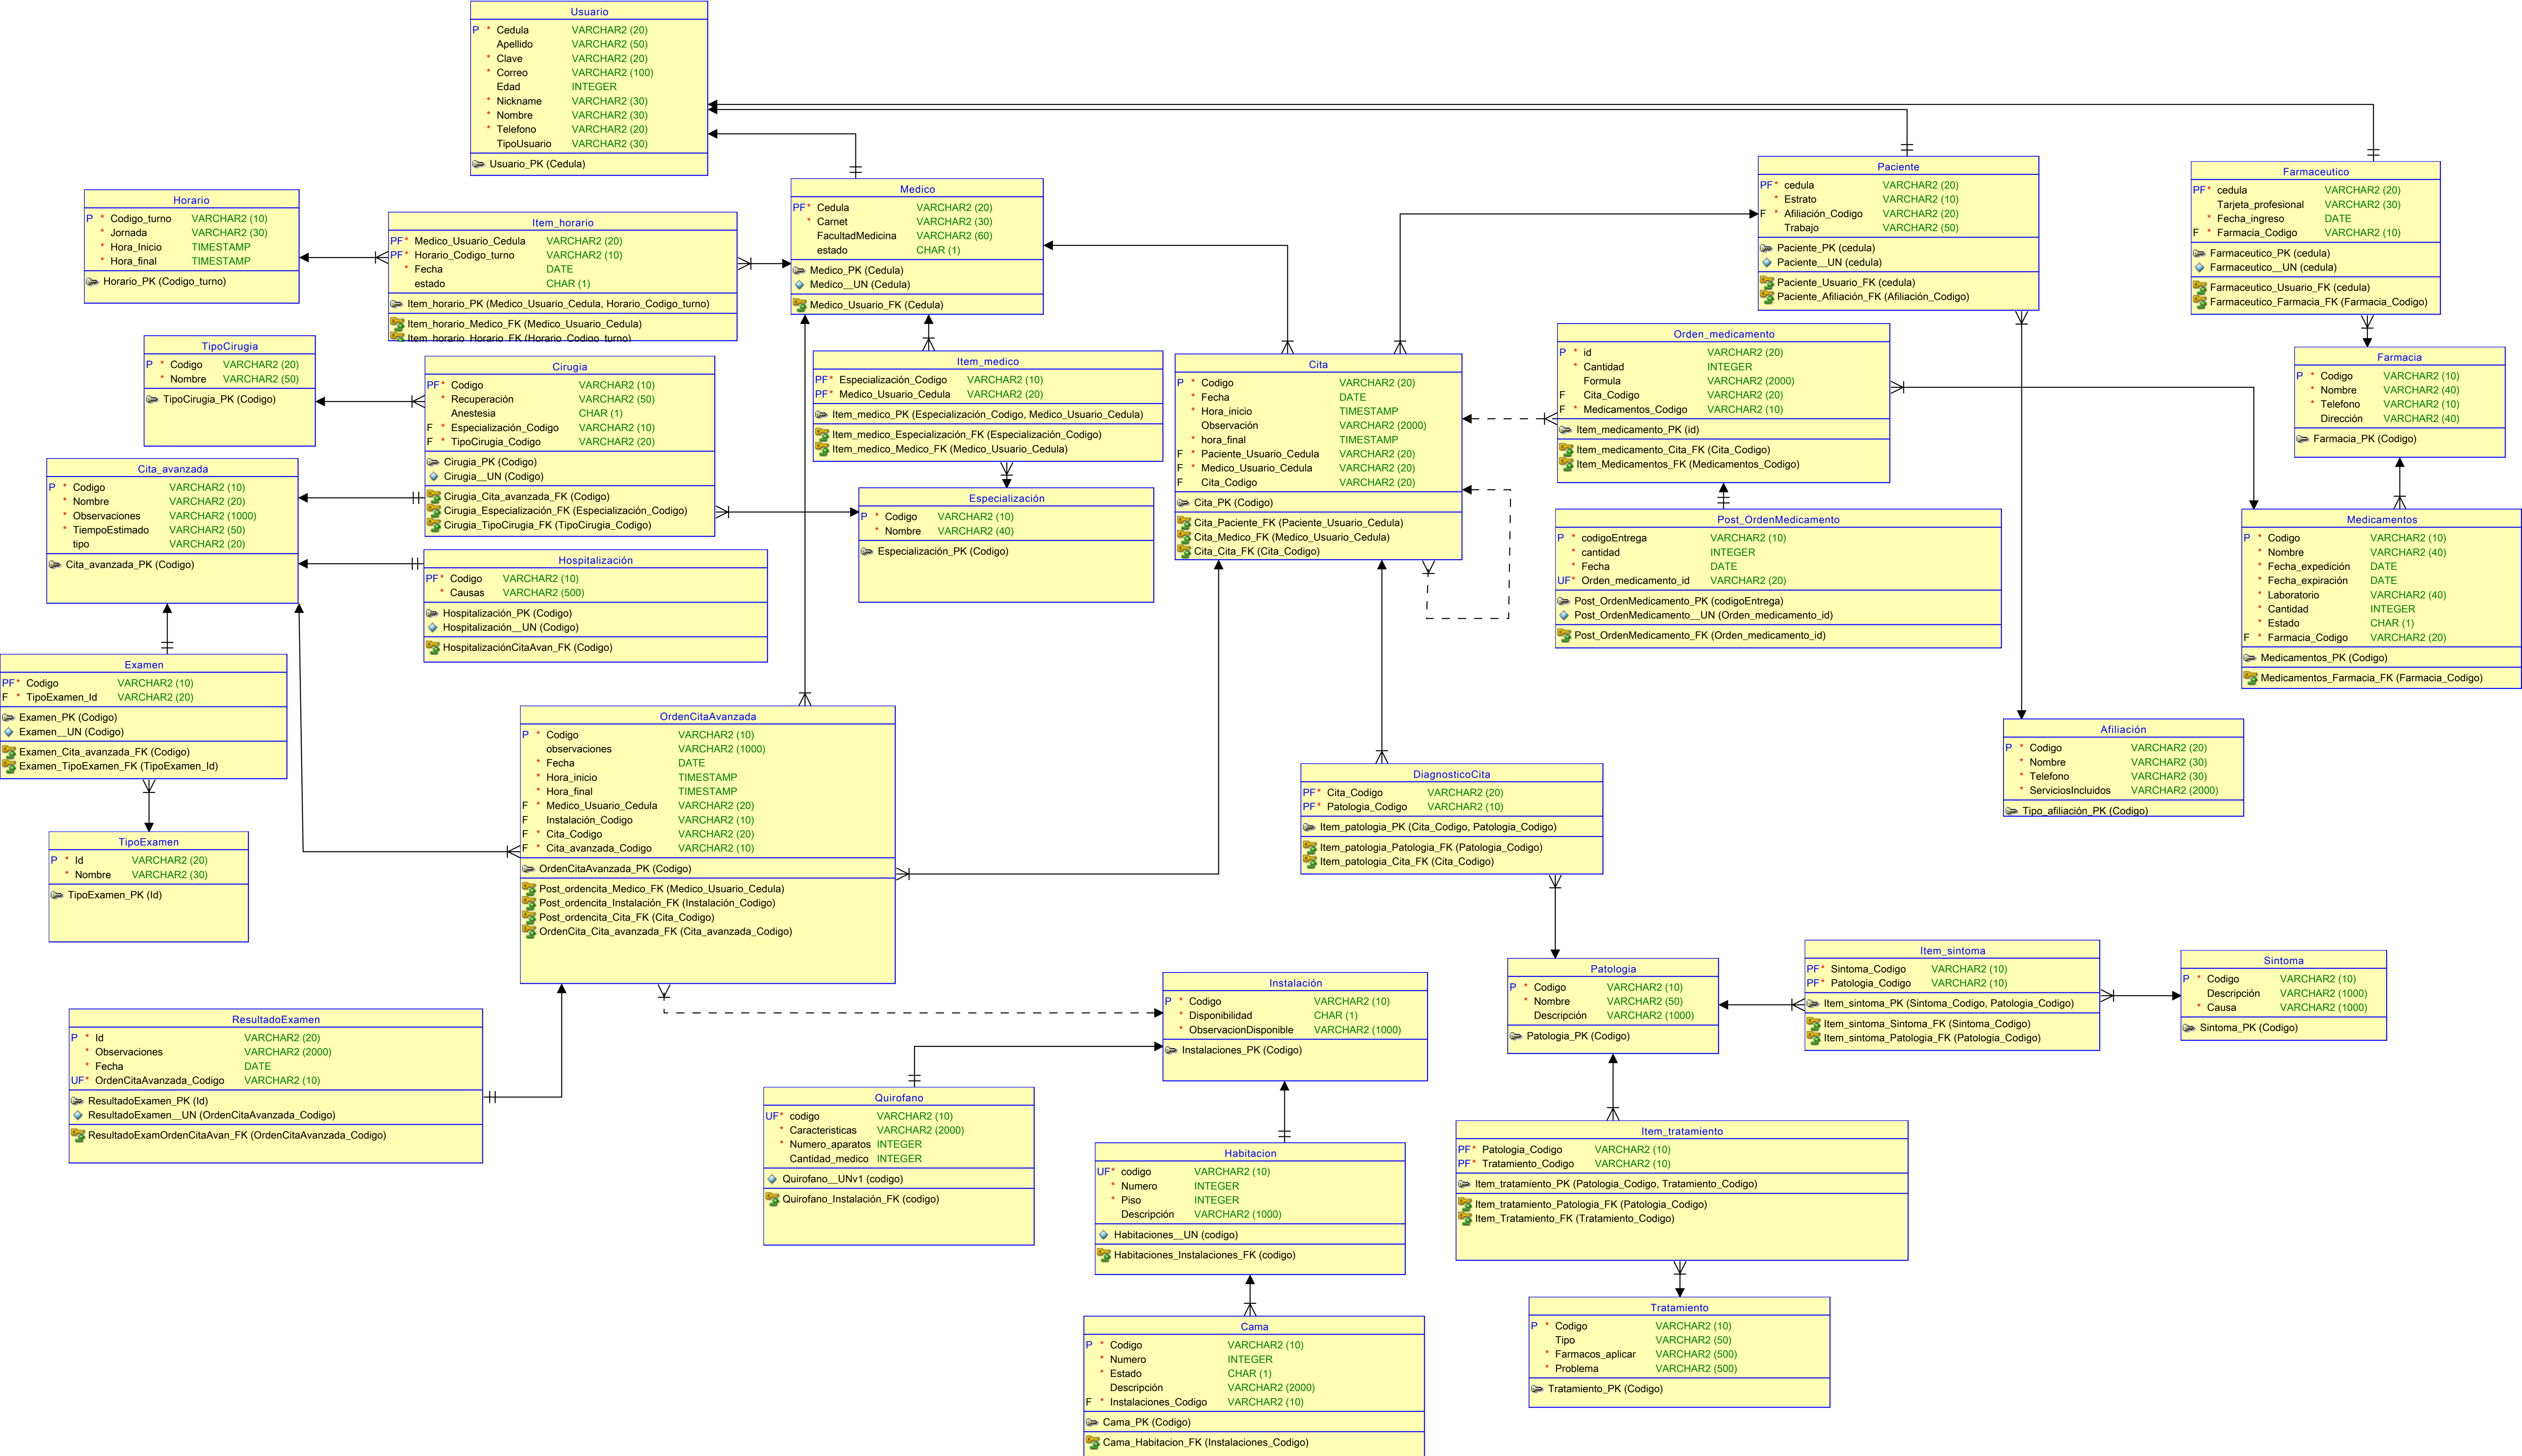 Usuario
P * Cedula VARCHAR2 (20)
Apellido VARCHAR2 (50)
* Clave VARCHAR2 (20)
* Correo VARCHAR2 (100)
Edad INTEGER
* Nickname VARCHAR2 (30)
* Nombre VARCHAR2 (30)
* Telefono VARCHAR2 (20)
TipoUsuario VARCHAR2 (30)
Usuario_PK (Cedula)
Horario
P * Codigo_turno VARCHAR2 (10)
* Jornada VARCHAR2 (30)
* Hora_Inicio TIMESTAMP
* Hora_final TIMESTAMP
Horario_PK (Codigo_turno)
Item_horario
PF* Medico_Usuario_Cedula VARCHAR2 (20)
PF* Horario_Codigo_turno VARCHAR2 (10)
* Fecha DATE
estado CHAR (1)
Item_horario_PK (Medico_Usuario_Cedula, Horario_Codigo_turno)
Item_horario_Medico_FK (Medico_Usuario_Cedula)
Item_horario_Horario_FK (Horario_Codigo_turno)
Medico
PF* Cedula VARCHAR2 (20)
* Carnet VARCHAR2 (30)
FacultadMedicina VARCHAR2 (60)
estado CHAR (1)
Medico_PK (Cedula)
Medico__UN (Cedula)
Medico_Usuario_FK (Cedula)
Paciente
PF* cedula VARCHAR2 (20)
* Estrato VARCHAR2 (10)
F * Afiliación_Codigo VARCHAR2 (20)
Trabajo VARCHAR2 (50)
Paciente_PK (cedula)
Paciente__UN (cedula)
Paciente_Usuario_FK (cedula)
Paciente_Afiliación_FK (Afiliación_Codigo)
Farmaceutico
PF* cedula VARCHAR2 (20)
Tarjeta_profesional VARCHAR2 (30)
* Fecha_ingreso DATE
F * Farmacia_Codigo VARCHAR2 (10)
Farmaceutico_PK (cedula)
Farmaceutico__UN (cedula)
Farmaceutico_Usuario_FK (cedula)
Farmaceutico_Farmacia_FK (Farmacia_Codigo)
TipoCirugia
P * Codigo VARCHAR2 (20)
* Nombre VARCHAR2 (50)
TipoCirugia_PK (Codigo)
Cirugia
PF* Codigo VARCHAR2 (10)
* Recuperación VARCHAR2 (50)
Anestesia CHAR (1)
F * Especialización_Codigo VARCHAR2 (10)
F * TipoCirugia_Codigo VARCHAR2 (20)
Cirugia_PK (Codigo)
Cirugia__UN (Codigo)
Cirugia_Cita_avanzada_FK (Codigo)
Cirugia_Especialización_FK (Especialización_Codigo)
Cirugia_TipoCirugia_FK (TipoCirugia_Codigo)
Item_medico
PF* Especialización_Codigo VARCHAR2 (10)
PF* Medico_Usuario_Cedula VARCHAR2 (20)
Item_medico_PK (Especialización_Codigo, Medico_Usuario_Cedula)
Item_medico_Especialización_FK (Especialización_Codigo)
Item_medico_Medico_FK (Medico_Usuario_Cedula)
Cita
P * Codigo VARCHAR2 (20)
* Fecha DATE
* Hora_inicio TIMESTAMP
Observación VARCHAR2 (2000)
* hora_final TIMESTAMP
F * Paciente_Usuario_Cedula VARCHAR2 (20)
F * Medico_Usuario_Cedula VARCHAR2 (20)
F Cita_Codigo VARCHAR2 (20)
Cita_PK (Codigo)
Cita_Paciente_FK (Paciente_Usuario_Cedula)
Cita_Medico_FK (Medico_Usuario_Cedula)
Cita_Cita_FK (Cita_Codigo)
Orden_medicamento
P * id VARCHAR2 (20)
* Cantidad INTEGER
Formula VARCHAR2 (2000)
F Cita_Codigo VARCHAR2 (20)
F * Medicamentos_Codigo VARCHAR2 (10)
Item_medicamento_PK (id)
Item_medicamento_Cita_FK (Cita_Codigo)
Item_Medicamentos_FK (Medicamentos_Codigo)
Farmacia
P * Codigo VARCHAR2 (10)
* Nombre VARCHAR2 (40)
* Telefono VARCHAR2 (10)
Dirección VARCHAR2 (40)
Farmacia_PK (Codigo)
Cita_avanzada
P * Codigo VARCHAR2 (10)
* Nombre VARCHAR2 (20)
* Observaciones VARCHAR2 (1000)
* TiempoEstimado VARCHAR2 (50)
tipo VARCHAR2 (20)
Cita_avanzada_PK (Codigo)
Especialización
P * Codigo VARCHAR2 (10)
* Nombre VARCHAR2 (40)
Especialización_PK (Codigo)
Post_OrdenMedicamento
P * codigoEntrega VARCHAR2 (10)
* cantidad INTEGER
* Fecha DATE
UF* Orden_medicamento_id VARCHAR2 (20)
Post_OrdenMedicamento_PK (codigoEntrega)
Post_OrdenMedicamento__UN (Orden_medicamento_id)
Post_OrdenMedicamento_FK (Orden_medicamento_id)
Medicamentos
P * Codigo VARCHAR2 (10)
* Nombre VARCHAR2 (40)
* Fecha_expedición DATE
* Fecha_expiración DATE
* Laboratorio VARCHAR2 (40)
* Cantidad INTEGER
* Estado CHAR (1)
F * Farmacia_Codigo VARCHAR2 (20)
Medicamentos_PK (Codigo)
Medicamentos_Farmacia_FK (Farmacia_Codigo)
Hospitalización
PF* Codigo VARCHAR2 (10)
* Causas VARCHAR2 (500)
Hospitalización_PK (Codigo)
Hospitalización__UN (Codigo)
HospitalizaciónCitaAvan_FK (Codigo)
Examen
PF* Codigo VARCHAR2 (10)
F * TipoExamen_Id VARCHAR2 (20)
Examen_PK (Codigo)
Examen__UN (Codigo)
Examen_Cita_avanzada_FK (Codigo)
Examen_TipoExamen_FK (TipoExamen_Id)
OrdenCitaAvanzada
P * Codigo VARCHAR2 (10)
observaciones VARCHAR2 (1000)
* Fecha DATE
* Hora_inicio TIMESTAMP
* Hora_final TIMESTAMP
F * Medico_Usuario_Cedula VARCHAR2 (20)
F Instalación_Codigo VARCHAR2 (10)
F * Cita_Codigo VARCHAR2 (20)
F * Cita_avanzada_Codigo VARCHAR2 (10)
OrdenCitaAvanzada_PK (Codigo)
Post_ordencita_Medico_FK (Medico_Usuario_Cedula)
Post_ordencita_Instalación_FK (Instalación_Codigo)
Post_ordencita_Cita_FK (Cita_Codigo)
OrdenCita_Cita_avanzada_FK (Cita_avanzada_Codigo)
Afiliación
P * Codigo VARCHAR2 (20)
* Nombre VARCHAR2 (30)
* Telefono VARCHAR2 (30)
* ServiciosIncluidos VARCHAR2 (2000)
Tipo_afiliación_PK (Codigo)
DiagnosticoCita
PF* Cita_Codigo VARCHAR2 (20)
PF* Patologia_Codigo VARCHAR2 (10)
Item_patologia_PK (Cita_Codigo, Patologia_Codigo)
Item_patologia_Patologia_FK (Patologia_Codigo)
Item_patologia_Cita_FK (Cita_Codigo)
TipoExamen
P * Id VARCHAR2 (20)
* Nombre VARCHAR2 (30)
TipoExamen_PK (Id)
Item_sintoma
PF* Sintoma_Codigo VARCHAR2 (10)
PF* Patologia_Codigo VARCHAR2 (10)
Item_sintoma_PK (Sintoma_Codigo, Patologia_Codigo)
Item_sintoma_Sintoma_FK (Sintoma_Codigo)
Item_sintoma_Patologia_FK (Patologia_Codigo)
Sintoma
P * Codigo VARCHAR2 (10)
Descripción VARCHAR2 (1000)
* Causa VARCHAR2 (1000)
Sintoma_PK (Codigo)
Patologia
P * Codigo VARCHAR2 (10)
* Nombre VARCHAR2 (50)
Descripción VARCHAR2 (1000)
Patologia_PK (Codigo)
Instalación
P * Codigo VARCHAR2 (10)
* Disponibilidad CHAR (1)
* ObservacionDisponible VARCHAR2 (1000)
Instalaciones_PK (Codigo)
ResultadoExamen
P * Id VARCHAR2 (20)
* Observaciones VARCHAR2 (2000)
* Fecha DATE
UF* OrdenCitaAvanzada_Codigo VARCHAR2 (10)
ResultadoExamen_PK (Id)
ResultadoExamen__UN (OrdenCitaAvanzada_Codigo)
ResultadoExamOrdenCitaAvan_FK (OrdenCitaAvanzada_Codigo)
Quirofano
UF* codigo VARCHAR2 (10)
* Caracteristicas VARCHAR2 (2000)
* Numero_aparatos INTEGER
Cantidad_medico INTEGER
Quirofano__UNv1 (codigo)
Quirofano_Instalación_FK (codigo)
Habitacion
UF* codigo VARCHAR2 (10)
* Numero INTEGER
* Piso INTEGER
Descripción VARCHAR2 (1000)
Habitaciones__UN (codigo)
Habitaciones_Instalaciones_FK (codigo)
Item_tratamiento
PF* Patologia_Codigo VARCHAR2 (10)
PF* Tratamiento_Codigo VARCHAR2 (10)
Item_tratamiento_PK (Patologia_Codigo, Tratamiento_Codigo)
Item_tratamiento_Patologia_FK (Patologia_Codigo)
Item_Tratamiento_FK (Tratamiento_Codigo)
Tratamiento
P * Codigo VARCHAR2 (10)
Tipo VARCHAR2 (50)
* Farmacos_aplicar VARCHAR2 (500)
* Problema VARCHAR2 (500)
Tratamiento_PK (Codigo)
Cama
P * Codigo VARCHAR2 (10)
* Numero INTEGER
* Estado CHAR (1)
Descripción VARCHAR2 (2000)
F * Instalaciones_Codigo VARCHAR2 (10)
Cama_PK (Codigo)
Cama_Habitacion_FK (Instalaciones_Codigo)